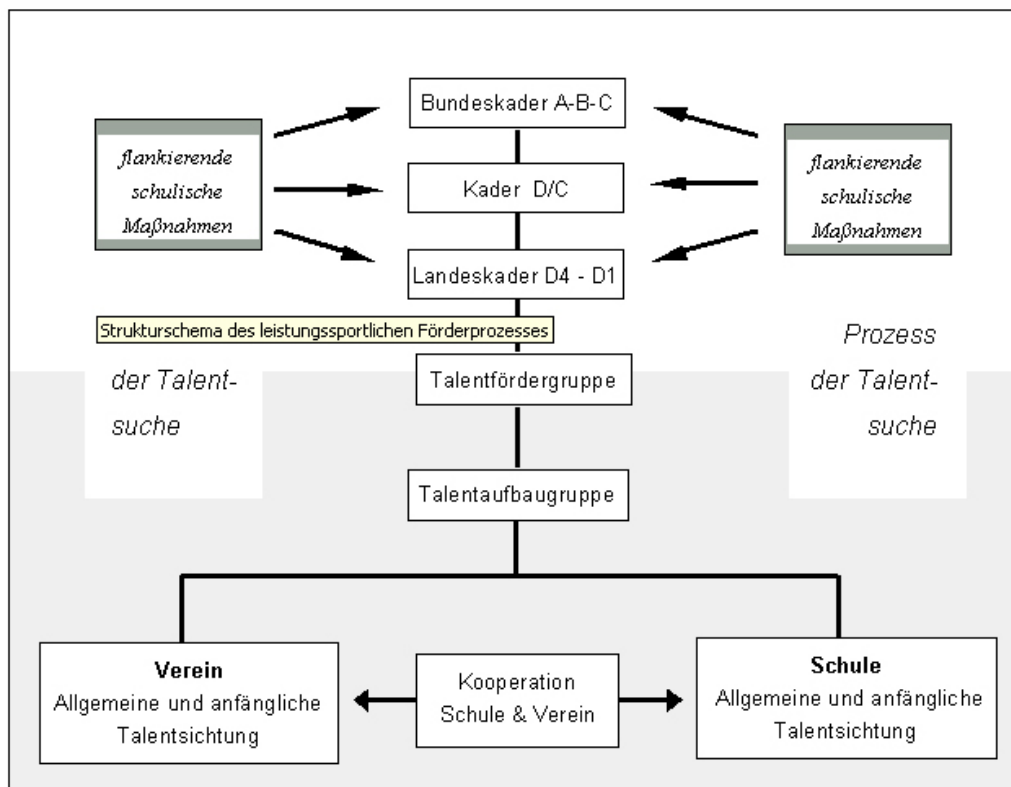 Bundeskader A-B-C
flankierende
schulische
Maßnahmen
Kader D/C
flankierende
schulische
Maßnahmen
Landeskader D4 - D1
Strukturschema des leistungssportlichen Förderprozesses
der Talent-
suche
Talentfördergruppe
Prozess
der Talent-
suche
Talentaufbaugruppe
Verein
Allgemeine und anfängliche
Talentsichtung
Kooperation
Schule & Verein
Schule
Allgemeine und anfängliche
Talentsichtung